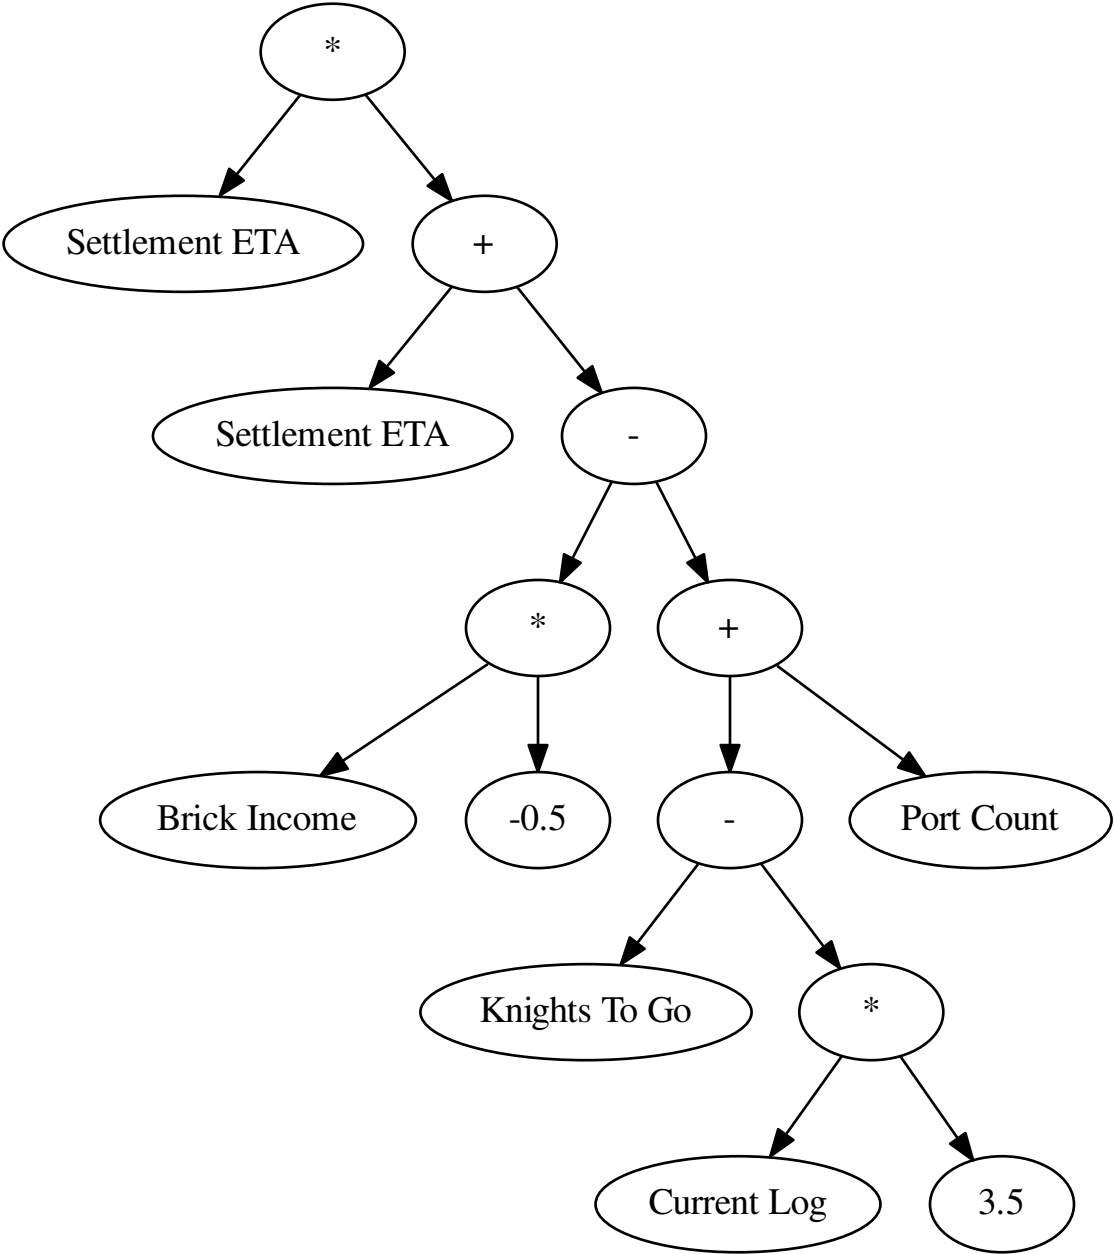 *
Settlement ETA
+
Settlement ETA
-
*
+
Brick Income
-0.5
-
Port Count
Knights To Go
*
Current Log
3.5